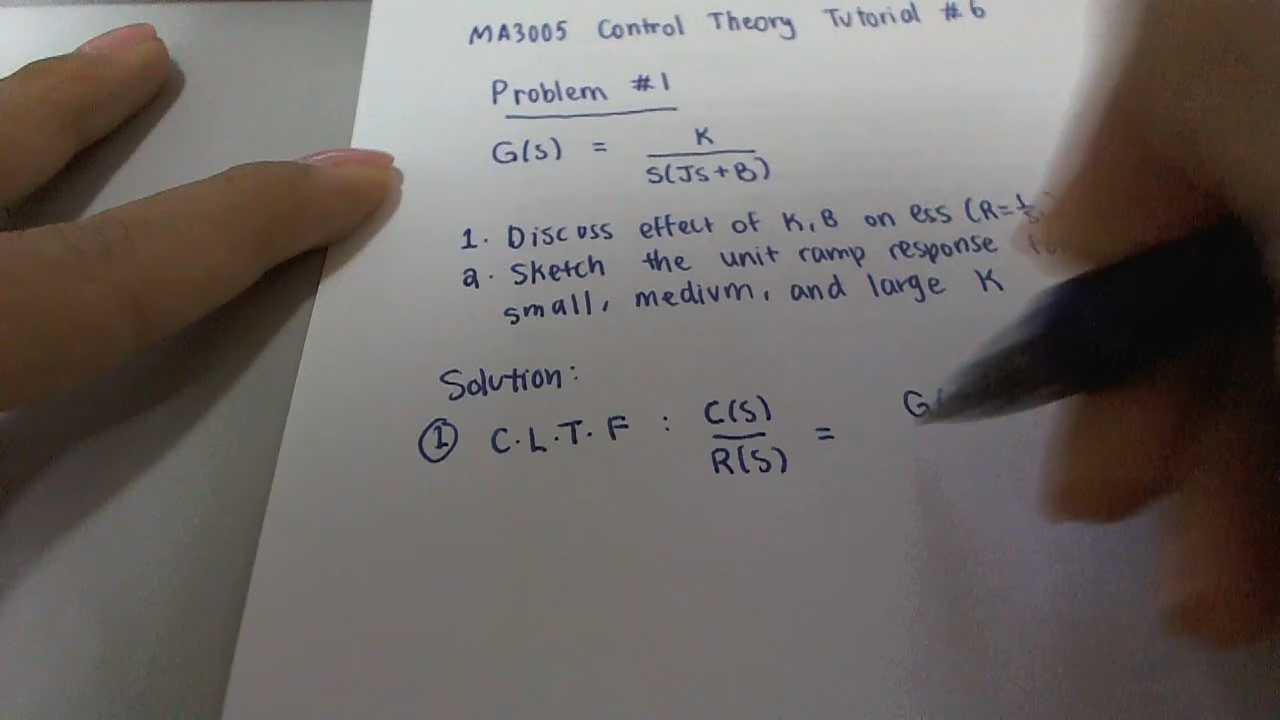 MA3005 Control Theory Tutorial #6
Problem #1
G(s) = K / s(Js+B)
1. Discuss effect of K, B on ess (R=1/s
2. Sketch the unit ramp response
small, medium, and large K
Solution:
① C.L.T.F : C(s) / R(s) = G(